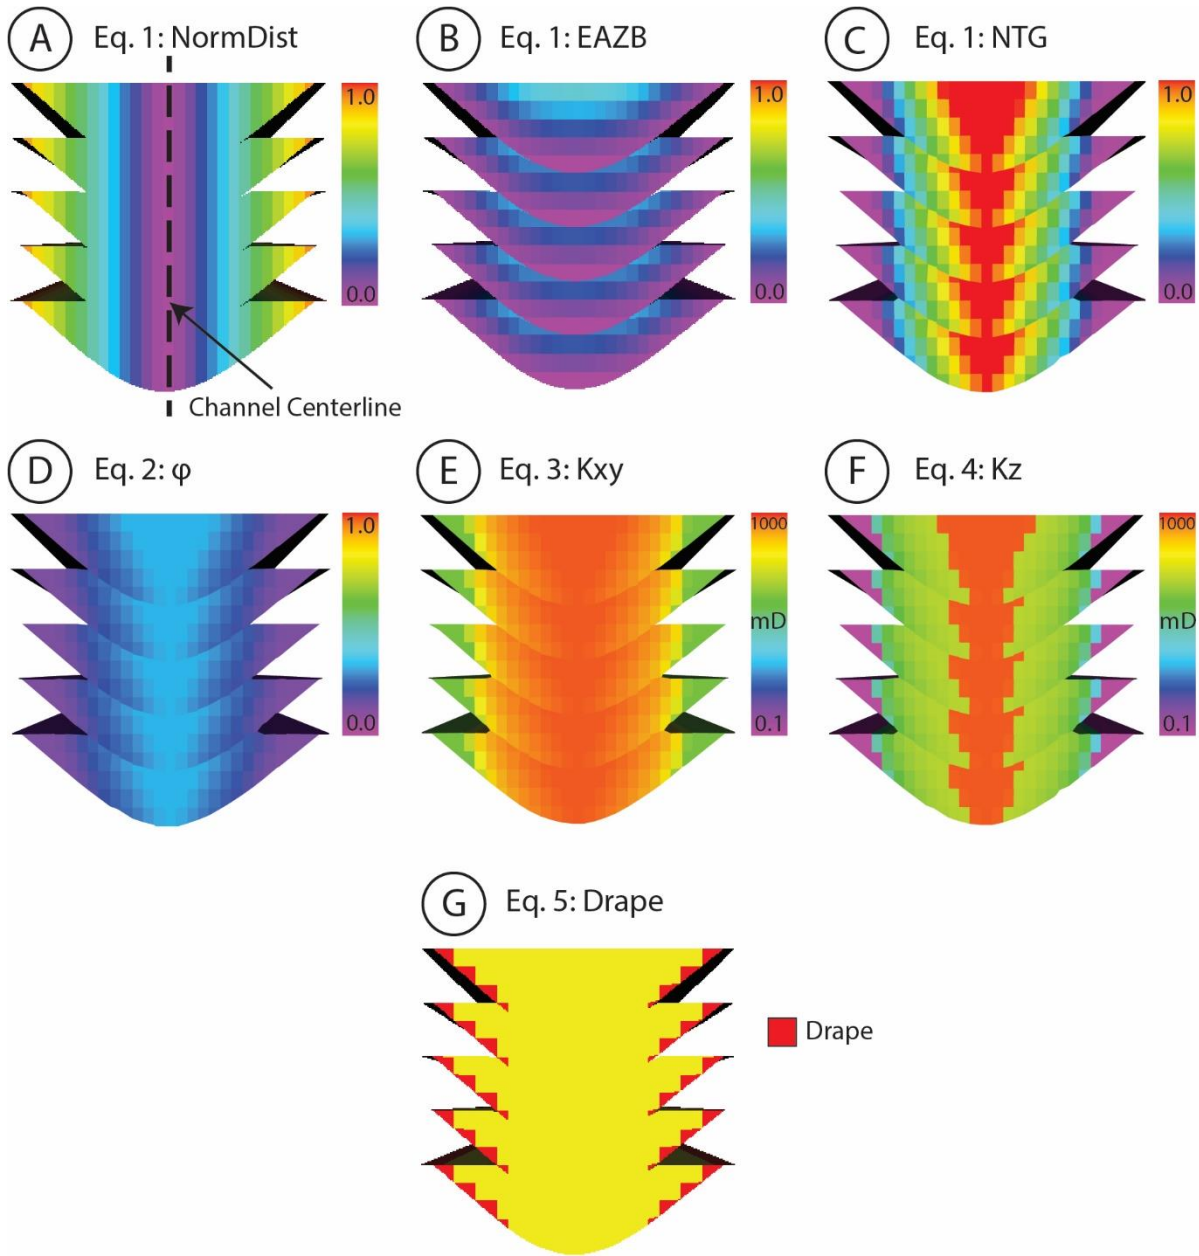 A Eq. 1: NormDist
B Eq. 1: EAZB
C Eq. 1: NTG
1.0
0.0
1.0
0.0
1.0
0.0
Channel Centerline
D Eq. 2: φ
E Eq. 3: Kxy
F Eq. 4: Kz
1.0
0.0
1000
mD
0.1
1000
mD
0.1
G Eq. 5: Drape
Drape